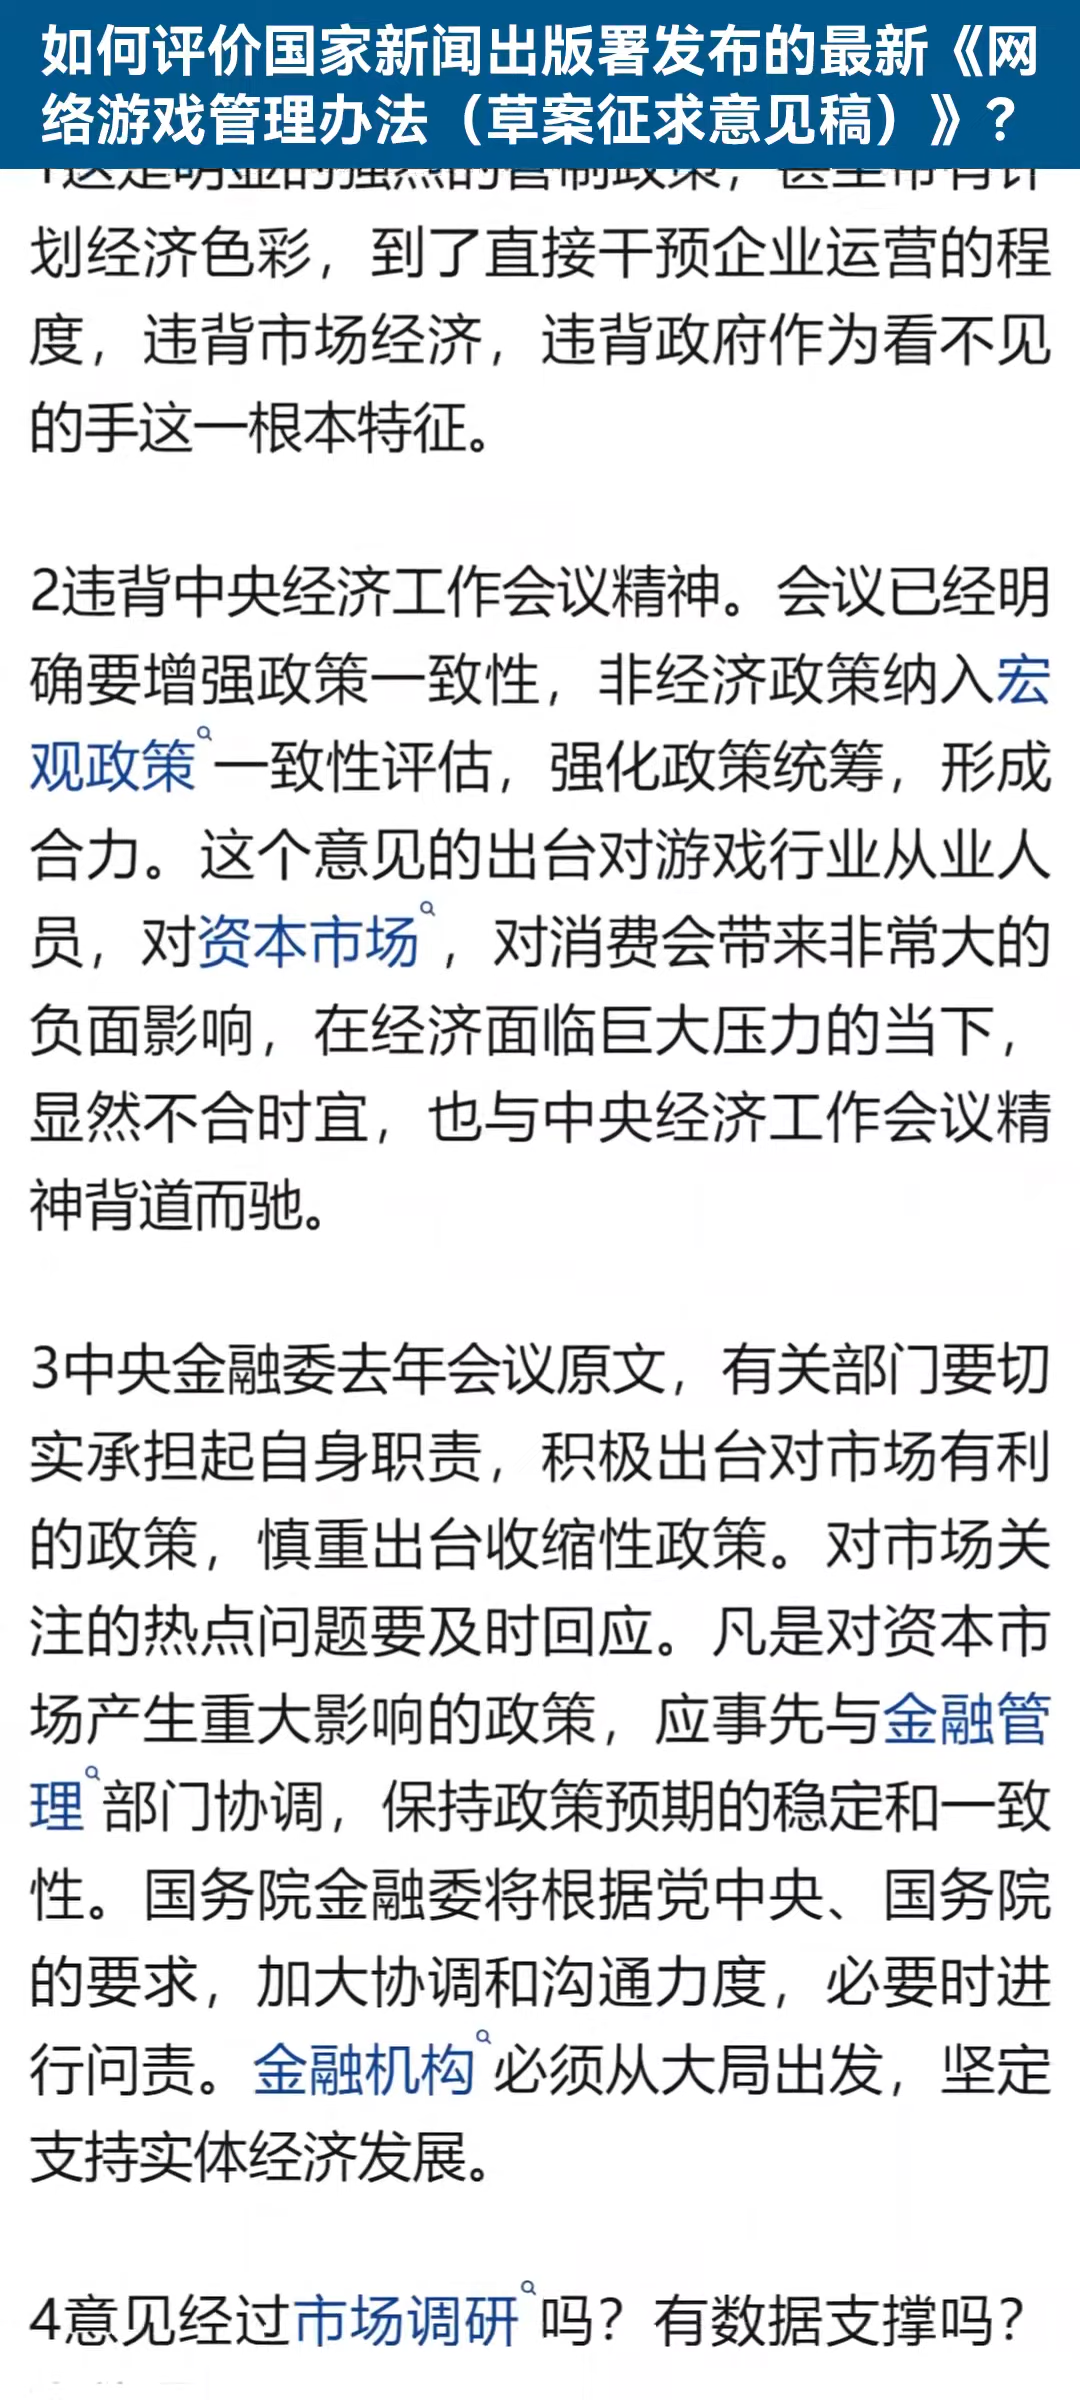 如何评价国家新闻出版署发布的最新《网
络游戏管理办法（草案征求意见稿）》？
1这是明显的强烈的管制政策，甚至带有计
划经济色彩，到了直接干预企业运营的程
度，违背市场经济，违背政府作为看不见
的手这一根本特征。
2违背中央经济工作会议精神。会议已经明
确要增强政策一致性，非经济政策纳入宏
观政策一致性评估，强化政策统筹，形成
合力。这个意见的出台对游戏行业从业人
员，对资本市场，对消费会带来非常大的
负面影响，在经济面临巨大压力的当下，
显然不合时宜，也与中央经济工作会议精
神背道而驰。
3中央金融委去年会议原文，有关部门要切
实承担起自身职责，积极出台对市场有利
的政策，慎重出台收缩性政策。对市场关
注的热点问题要及时回应。凡是对资本市
场产生重大影响的政策，应事先与金融管
理部门协调，保持政策预期的稳定和一致
性。国务院金融委将根据党中央、国务院
的要求，加大协调和沟通力度，必要时进
行问责。金融机构必须从大局出发，坚定
支持实体经济发展。
4意见经过市场调研吗？有数据支撑吗？